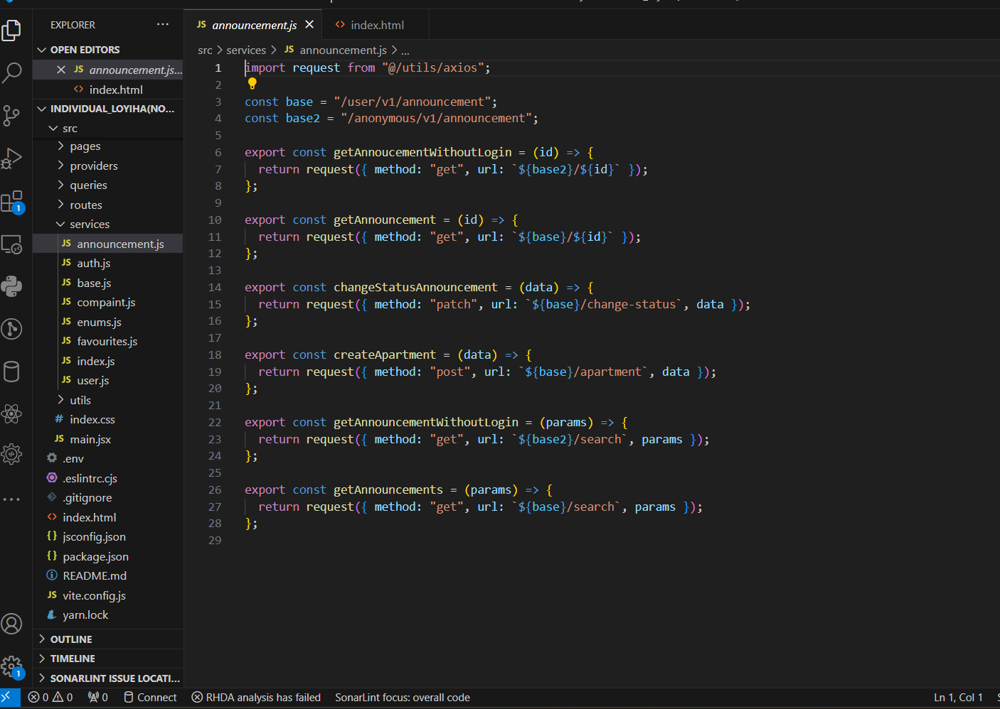 EXPLORER
OPEN EDITORS
JS announcement.js...
<> index.html
INDIVIDUAL_LOYIHA(NO...
src
pages
providers
queries
routes
services
JS announcement.js
JS auth.js
JS base.js
JS compaint.js
JS enums.js
JS favourites.js
JS index.js
JS user.js
utils
# index.css
JS main.jsx
.env
.eslintrc.cjs
.gitignore
<> index.html
{} jsconfig.json
{} package.json
README.md
JS vite.config.js
yarn.lock
OUTLINE
TIMELINE
SONARLINT ISSUE LOCATI...
1
1
JS announcement.js
<> index.html
src > services > JS announcement.js > ...
1 import request from "@/utils/axios";
2
3 const base = "/user/v1/announcement";
4 const base2 = "/anonymous/v1/announcement";
5
6 export const getAnnoucementWithoutLogin = (id) => {
7 return request({ method: "get", url: `${base2}/${id}` });
8 };
9
10 export const getAnnouncement = (id) => {
11 return request({ method: "get", url: `${base}/${id}` });
12 };
13
14 export const changeStatusAnnouncement = (data) => {
15 return request({ method: "patch", url: `${base}/change-status`, data });
16 };
17
18 export const createApartment = (data) => {
19 return request({ method: "post", url: `${base}/apartment`, data });
20 };
21
22 export const getAnnouncementWithoutLogin = (params) => {
23 return request({ method: "get", url: `${base2}/search`, params });
24 };
25
26 export const getAnnouncements = (params) => {
27 return request({ method: "get", url: `${base}/search`, params });
28 };
29
0 0 0 Connect RHDA analysis has failed SonarLint focus: overall code Ln 1, Col 1